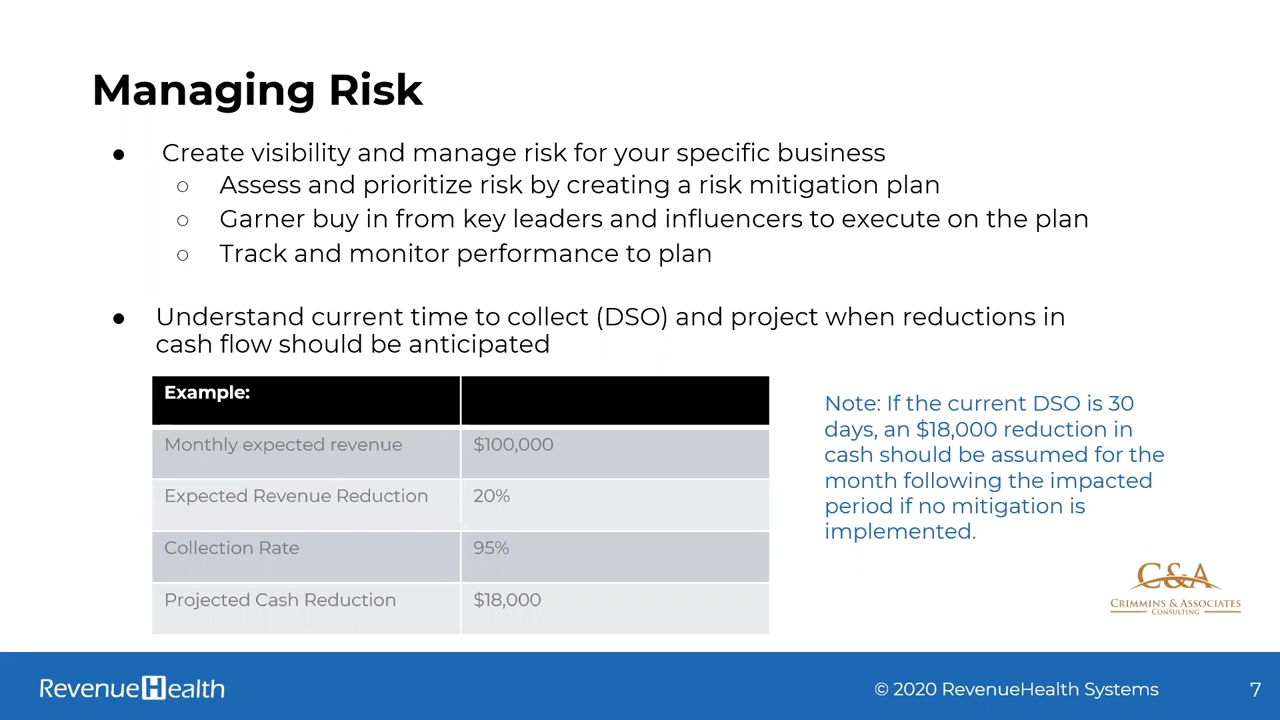 Managing Risk
● Create visibility and manage risk for your specific business
○ Assess and prioritize risk by creating a risk mitigation plan
○ Garner buy in from key leaders and influencers to execute on the plan
○ Track and monitor performance to plan
● Understand current time to collect (DSO) and project when reductions in
cash flow should be anticipated
Example:
Monthly expected revenue $100,000
Expected Revenue Reduction 20%
Collection Rate 95%
Projected Cash Reduction $18,000
Note: If the current DSO is 30
days, an $18,000 reduction in
cash should be assumed for the
month following the impacted
period if no mitigation is
implemented.
C&A
CRIMMINS & ASSOCIATES
CONSULTING
RevenueHealth
© 2020 RevenueHealth Systems
7